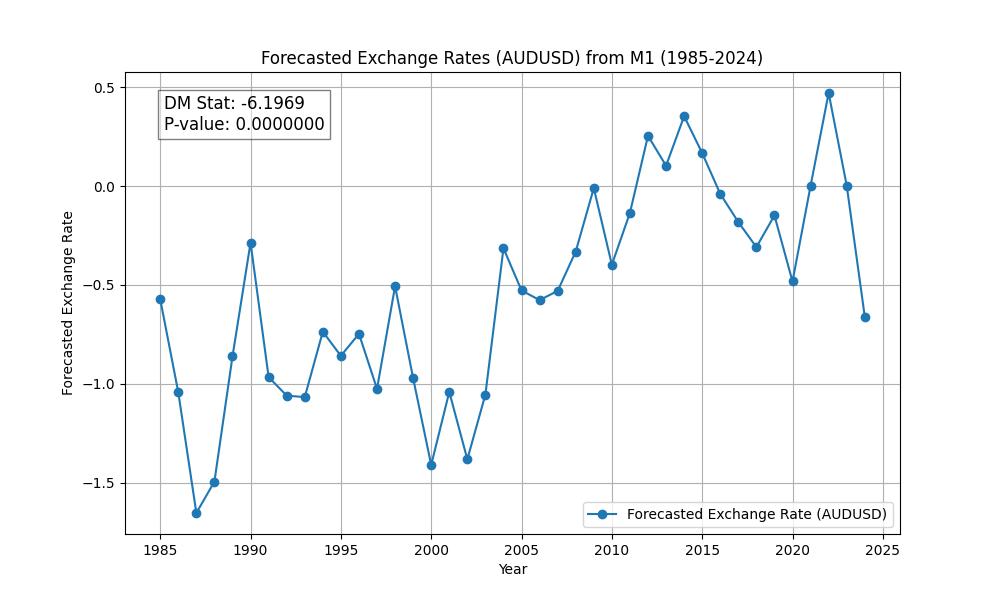 Forecasted Exchange Rates (AUDUSD) from M1 (1985-2024)
DM Stat: -6.1969
P-value: 0.0000000
0.5
0.0
−0.5
−1.0
−1.5
Forecasted Exchange Rate
Forecasted Exchange Rate (AUDUSD)
1985 1990 1995 2000 2005 2010 2015 2020 2025
Year